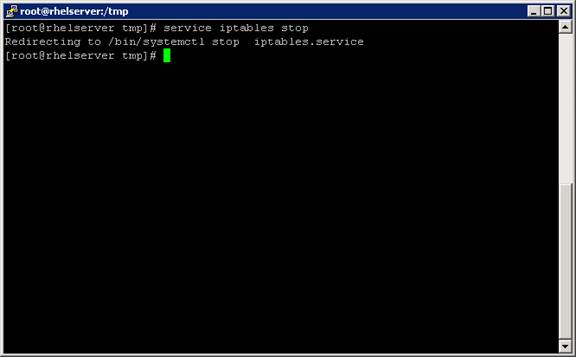 root@rhelserver:/tmp
[root@rhelserver tmp]# service iptables stop
Redirecting to /bin/systemctl stop  iptables.service
[root@rhelserver tmp]#